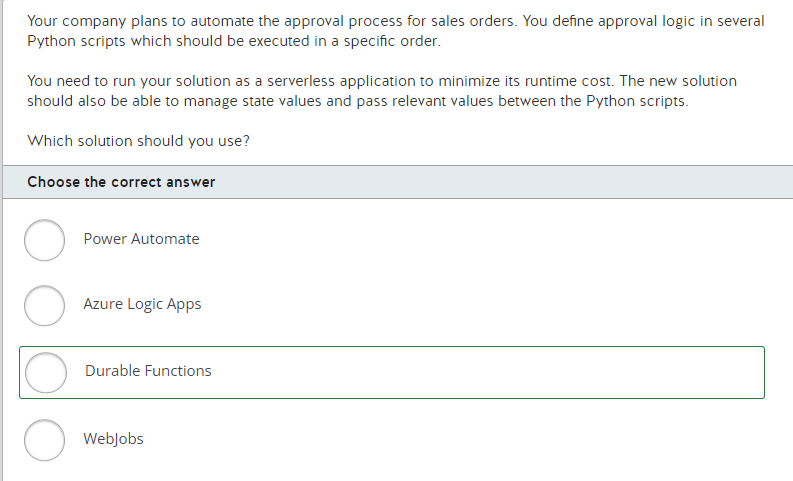 Your company plans to automate the approval process for sales orders. You define approval logic in several
Python scripts which should be executed in a specific order.
You need to run your solution as a serverless application to minimize its runtime cost. The new solution
should also be able to manage state values and pass relevant values between the Python scripts.
Which solution should you use?
Choose the correct answer
Power Automate
Azure Logic Apps
Durable Functions
WebJobs